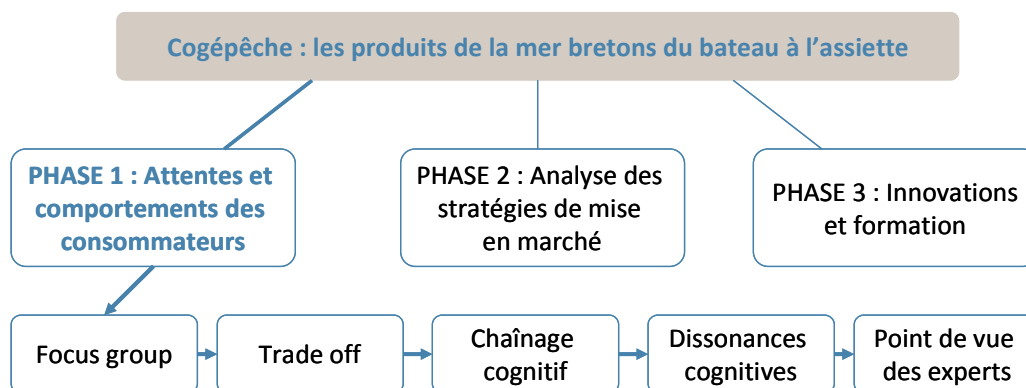 Cogépêche : les produits de la mer bretons du bateau à l’assiette
PHASE 1 : Attentes et
comportements des
consommateurs
PHASE 2 : Analyse des
stratégies de mise
en marché
PHASE 3 : Innovations
et formation
Focus group
Trade off
Chaînage
cognitif
Dissonances
cognitives
Point de vue
des experts